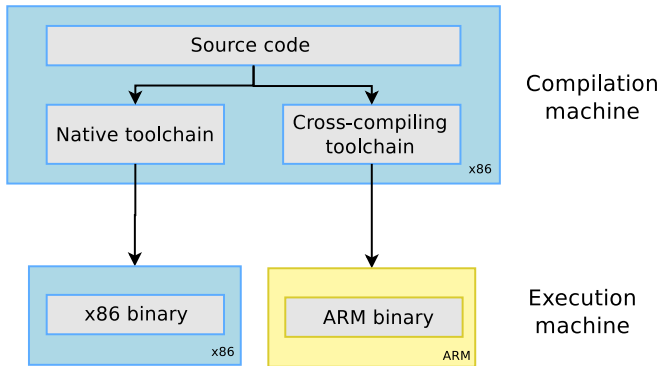 Source code
Compilation
machine
Native toolchain
Cross-compiling
toolchain
x86
x86 binary
x86
ARM binary
ARM
Execution
machine